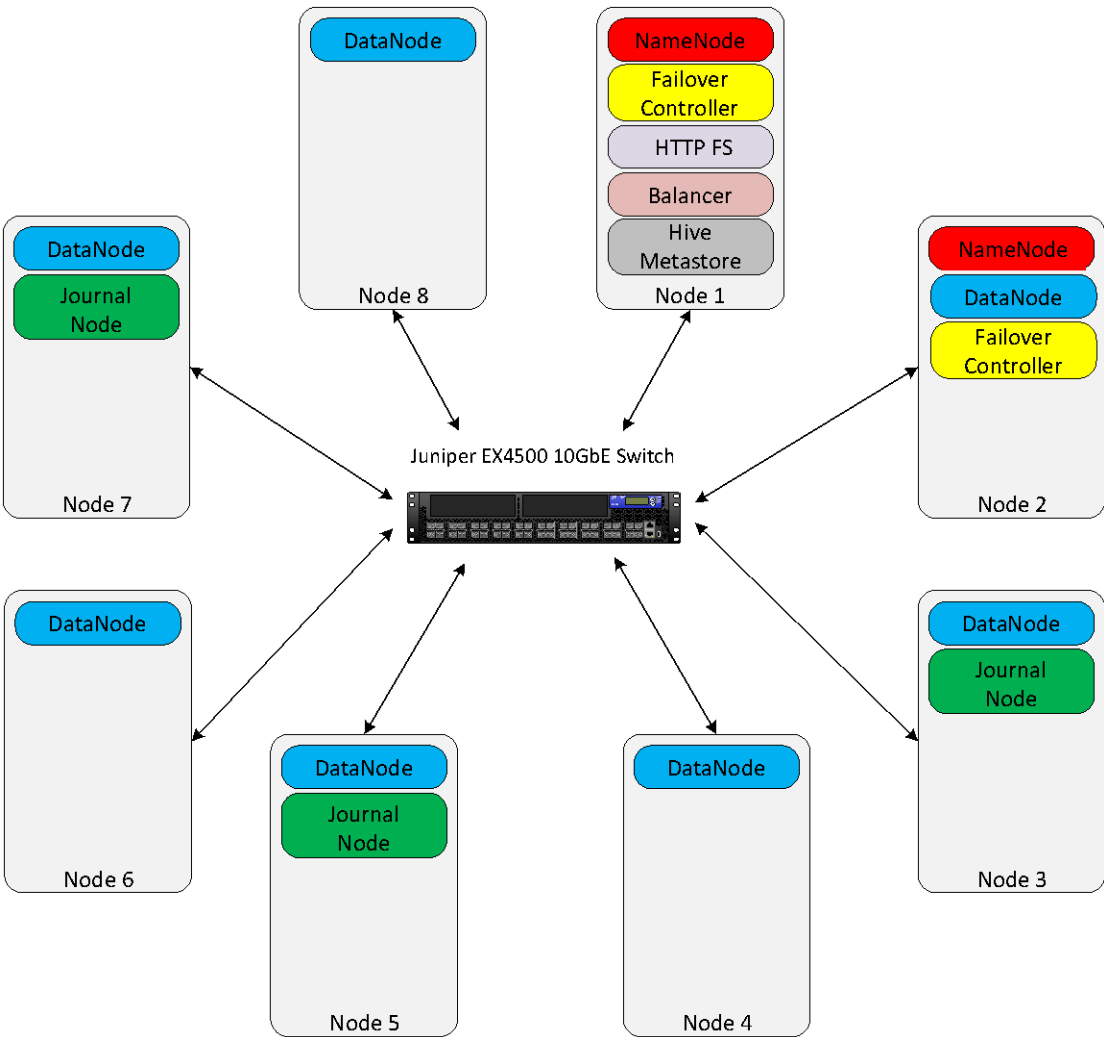 DataNode
Node 8
NameNode
Failover
Controller
HTTP FS
Balancer
Hive
Metastore
Node 1
DataNode
Journal
Node
Node 7
NameNode
DataNode
Failover
Controller
Node 2
Juniper EX4500 10GbE Switch
DataNode
Node 6
DataNode
Journal
Node
Node 3
DataNode
Journal
Node
Node 5
DataNode
Node 4